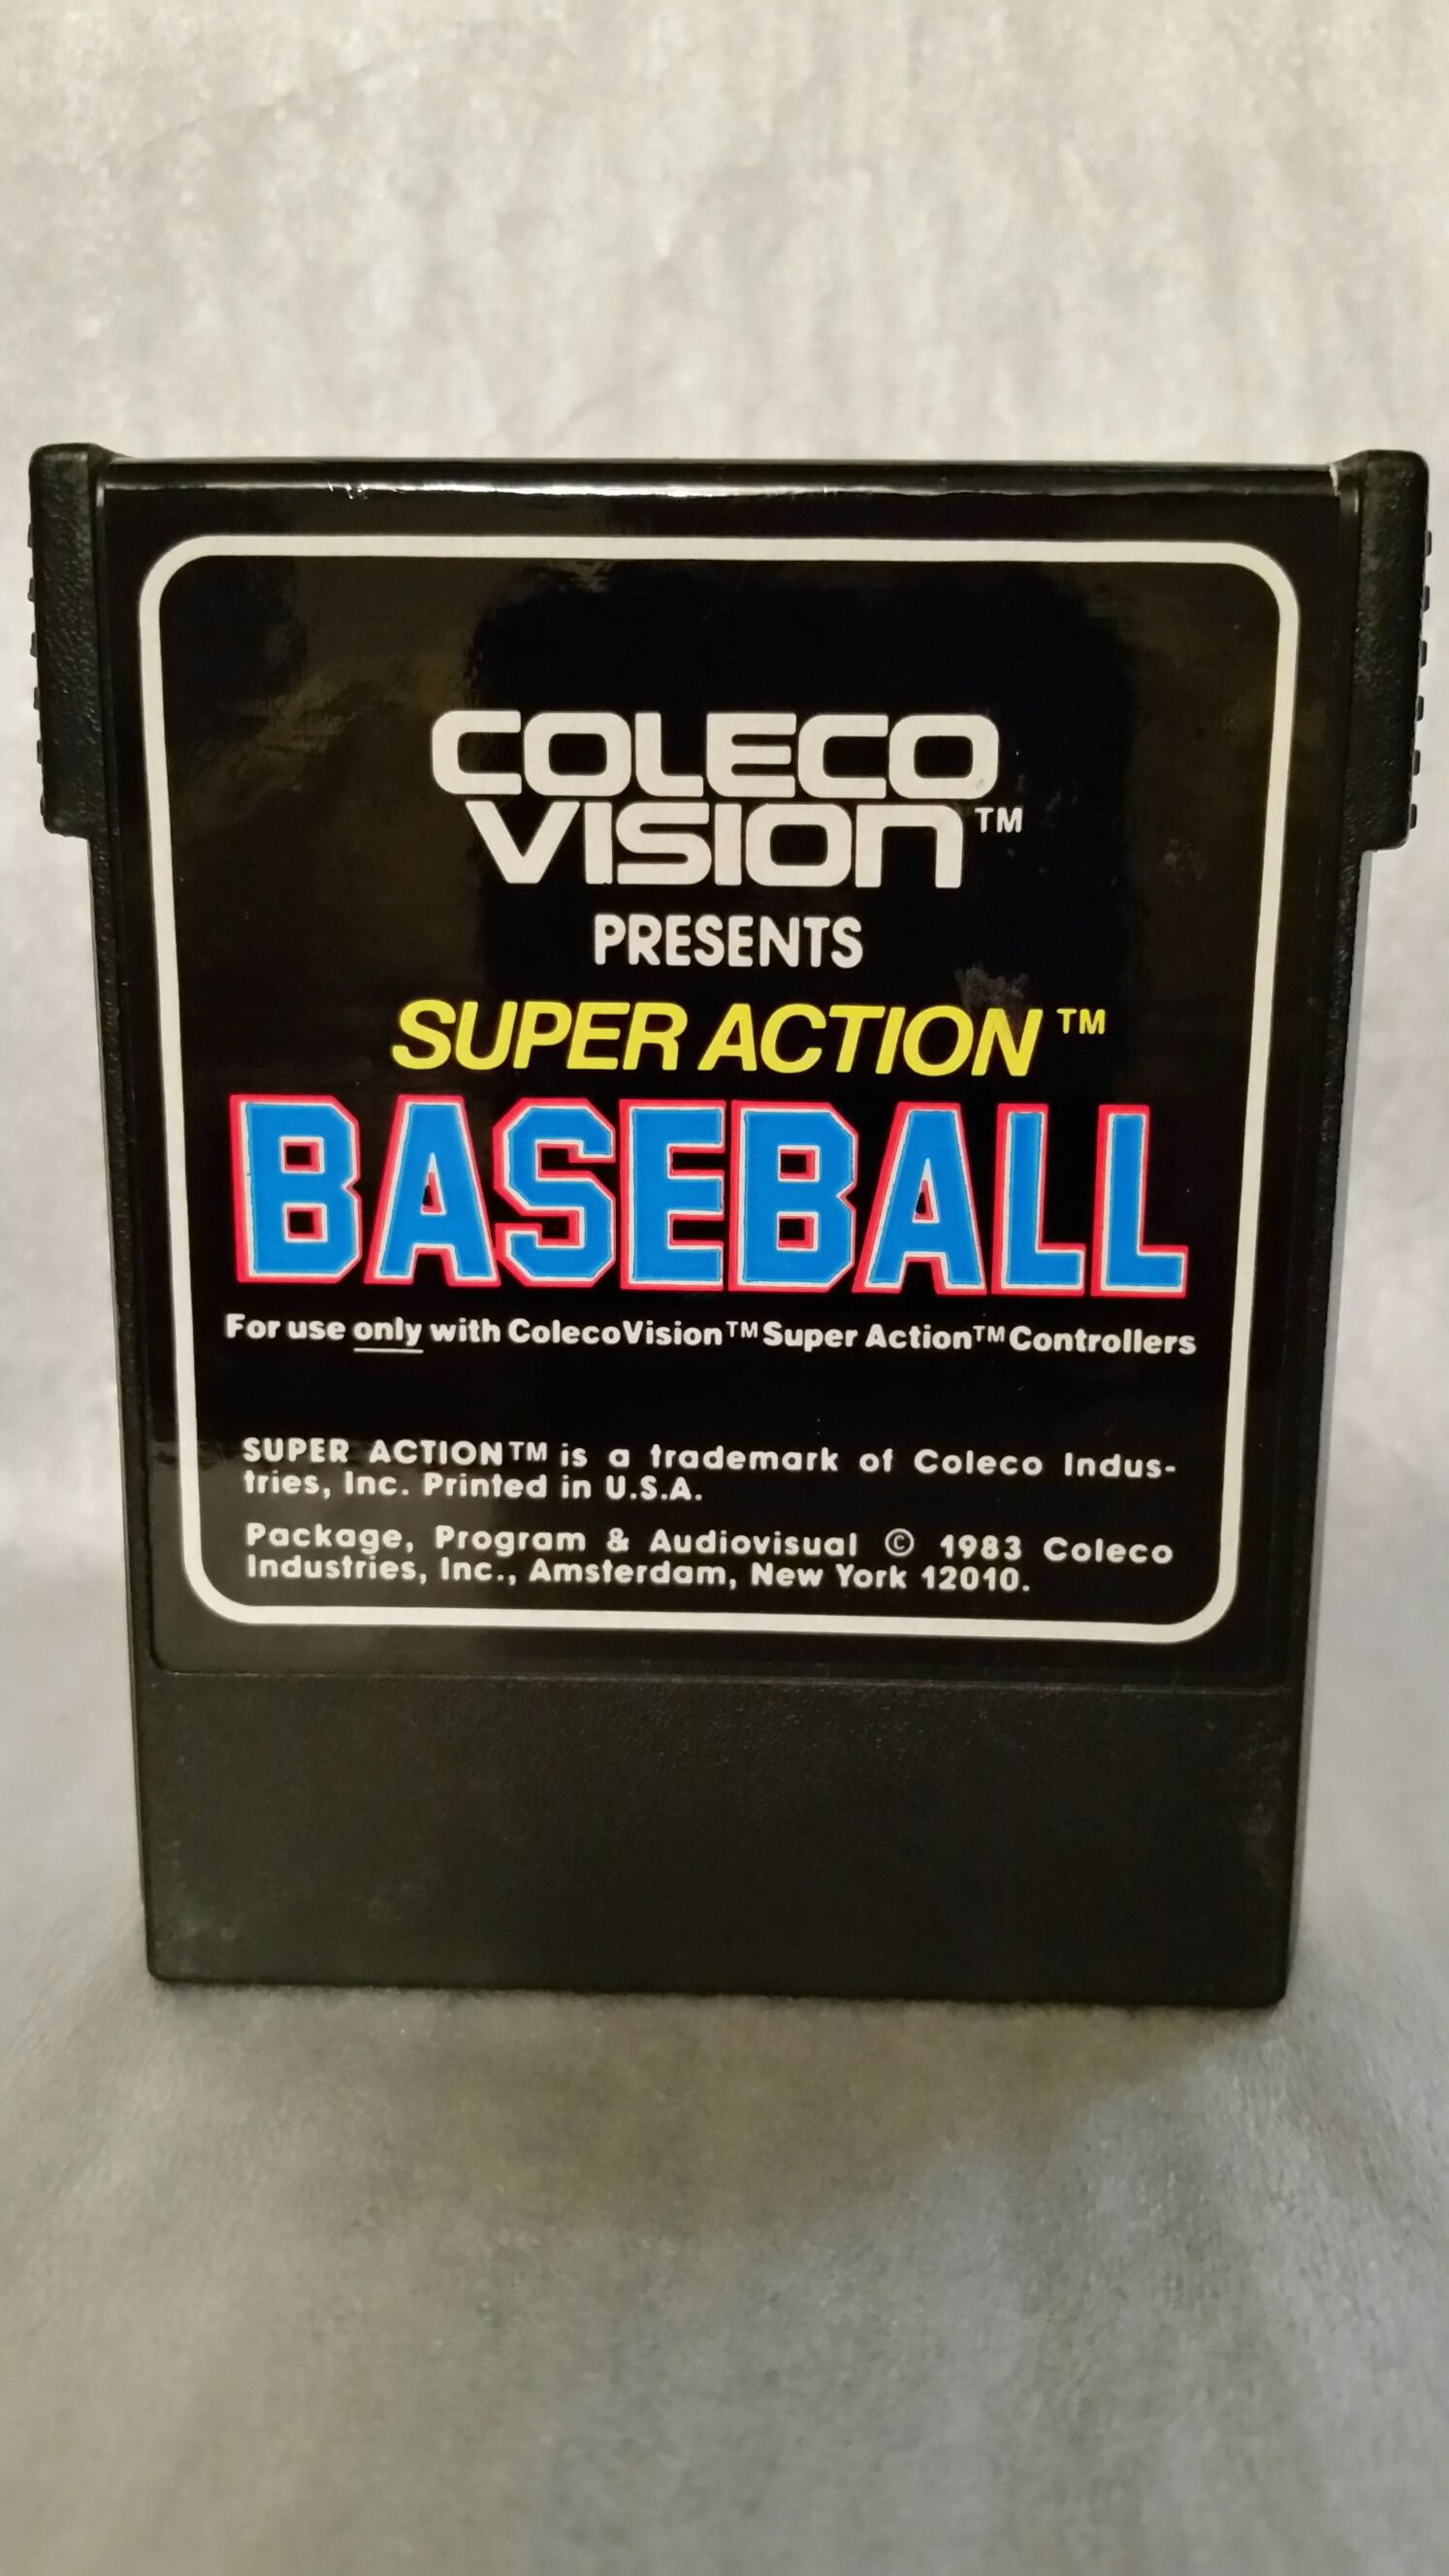 COLECO
VISION™
PRESENTS
SUPER ACTION™
BASEBALL
For use only with ColecoVision™ Super Action™ Controllers
SUPER ACTION™ is a trademark of Coleco Indus-
tries, Inc. Printed in U.S.A.
Package, Program & Audiovisual © 1983 Coleco
Industries, Inc., Amsterdam, New York 12010.